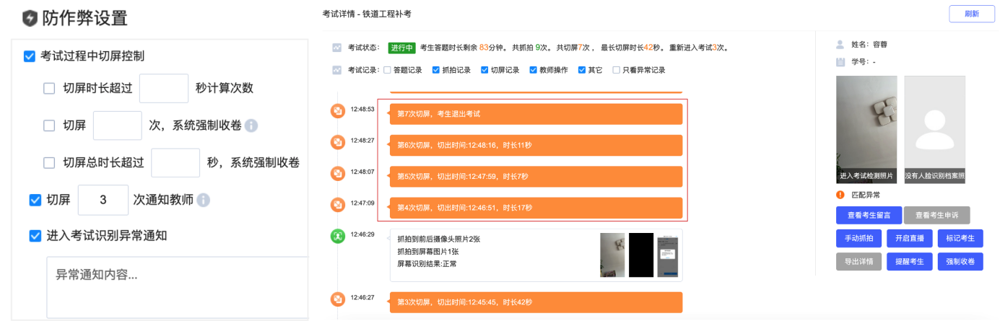 防作弊设置
考试过程中切屏控制
切屏时长超过 秒计算次数
切屏 次，系统强制收卷
切屏总时长超过 秒，系统强制收卷
切屏 3 次通知教师
进入考试识别异常通知
异常通知内容...
考试详情 - 铁道工程补考
刷新
考试状态： 进行中 考生答题时长剩余 83分钟。 共抓拍 9次。 共切屏7次 ， 最长切屏时长42秒。 重新进入考试3次。
考试记录： 答题记录 抓拍记录 切屏记录 教师操作 其它 只看异常记录
12:48:53 第7次切屏，考生退出考试
12:48:27 第6次切屏，切出时间:12:48:16，时长11秒
12:48:07 第5次切屏，切出时间:12:47:59，时长7秒
12:47:09 第4次切屏，切出时间:12:46:51，时长17秒
12:46:29 抓拍到前后摄像头照片2张
抓拍到屏幕图片1张
屏幕识别结果:正常
12:46:27 第3次切屏，切出时间:12:45:45，时长42秒
姓名：容蓉
学号：-
进入考试检测照片 没有人脸识别档案照
匹配异常
查看考生留言 查看考生申诉
手动抓拍 开启直播 标记考生
导出详情 提醒考生 强制收卷